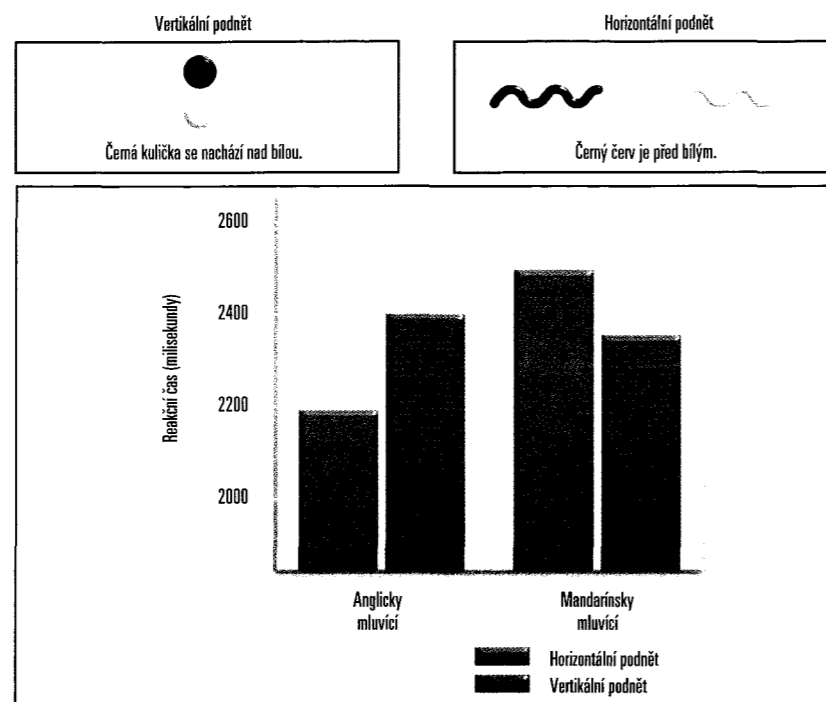 Vertikální podnět
Horizontální podnět
Černá kulička se nachází nad bílou.
Černý červ je před bílým.
2600
2400
2200
2000
Reakční čas (milisekundy)
Anglicky
mluvící
Mandarínsky
mluvící
Horizontální podnět
Vertikální podnět